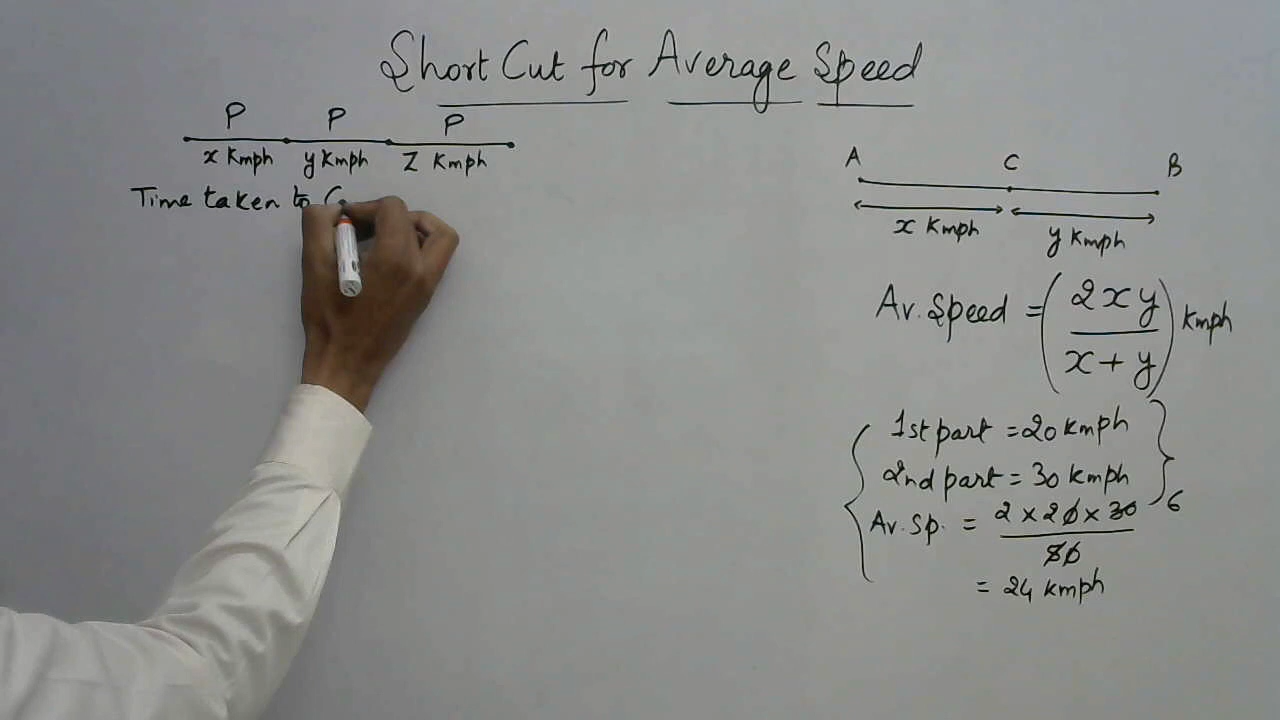 Short Cut for Average Speed
P P P
x Kmph y Kmph z Kmph
Time taken to C
A C B
x Kmph y Kmph
Av. Speed = (2xy / x + y) Kmph
1st part = 20 Kmph
2nd part = 30 Kmph
Av. Sp. = 2 × 20 × 30 6
50
= 24 kmph